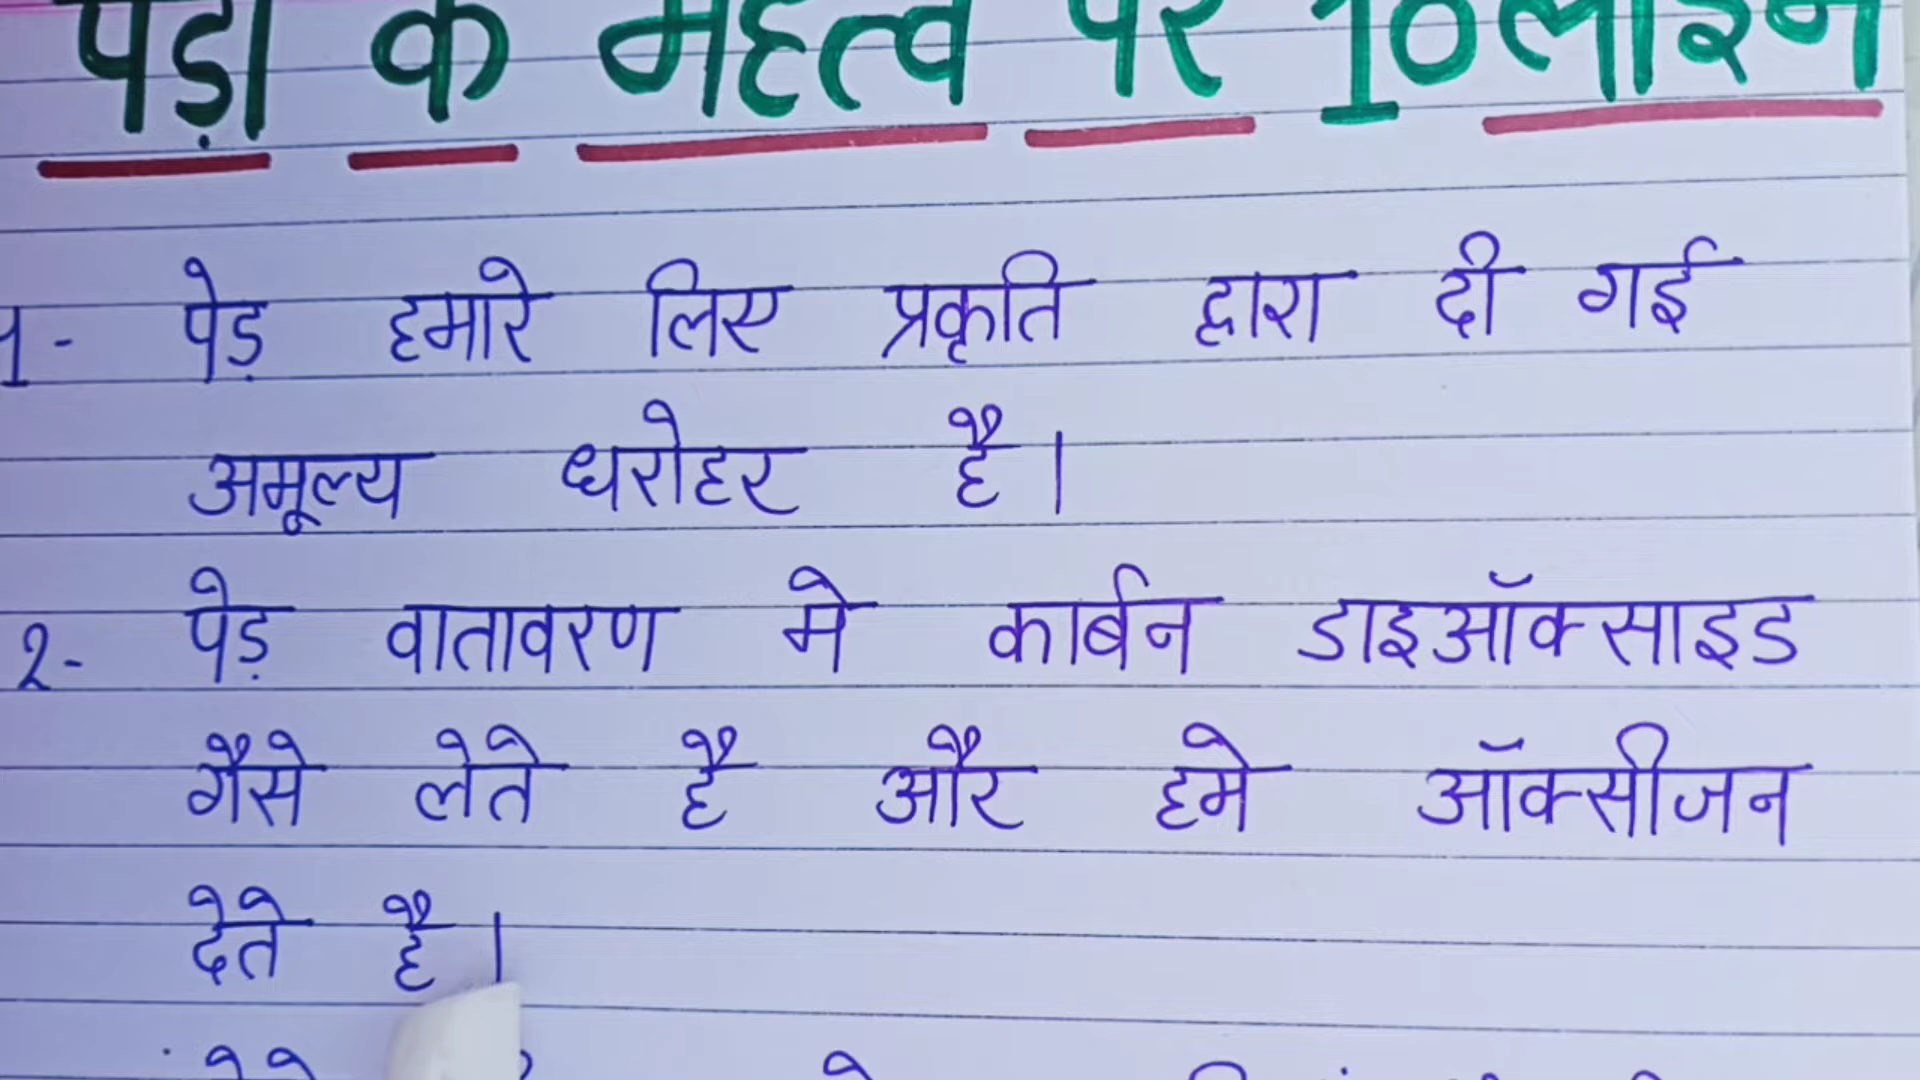 पेड़ों के महत्व पर 10 लाइन
1- पेड़ हमारे लिए प्रकृति द्वारा दी गई
अमूल्य धरोहर है।
2- पेड़ वातावरण मे कार्बन डाइऑक्साइड
गैसे लेते है और हमे ऑक्सीजन
देते है।